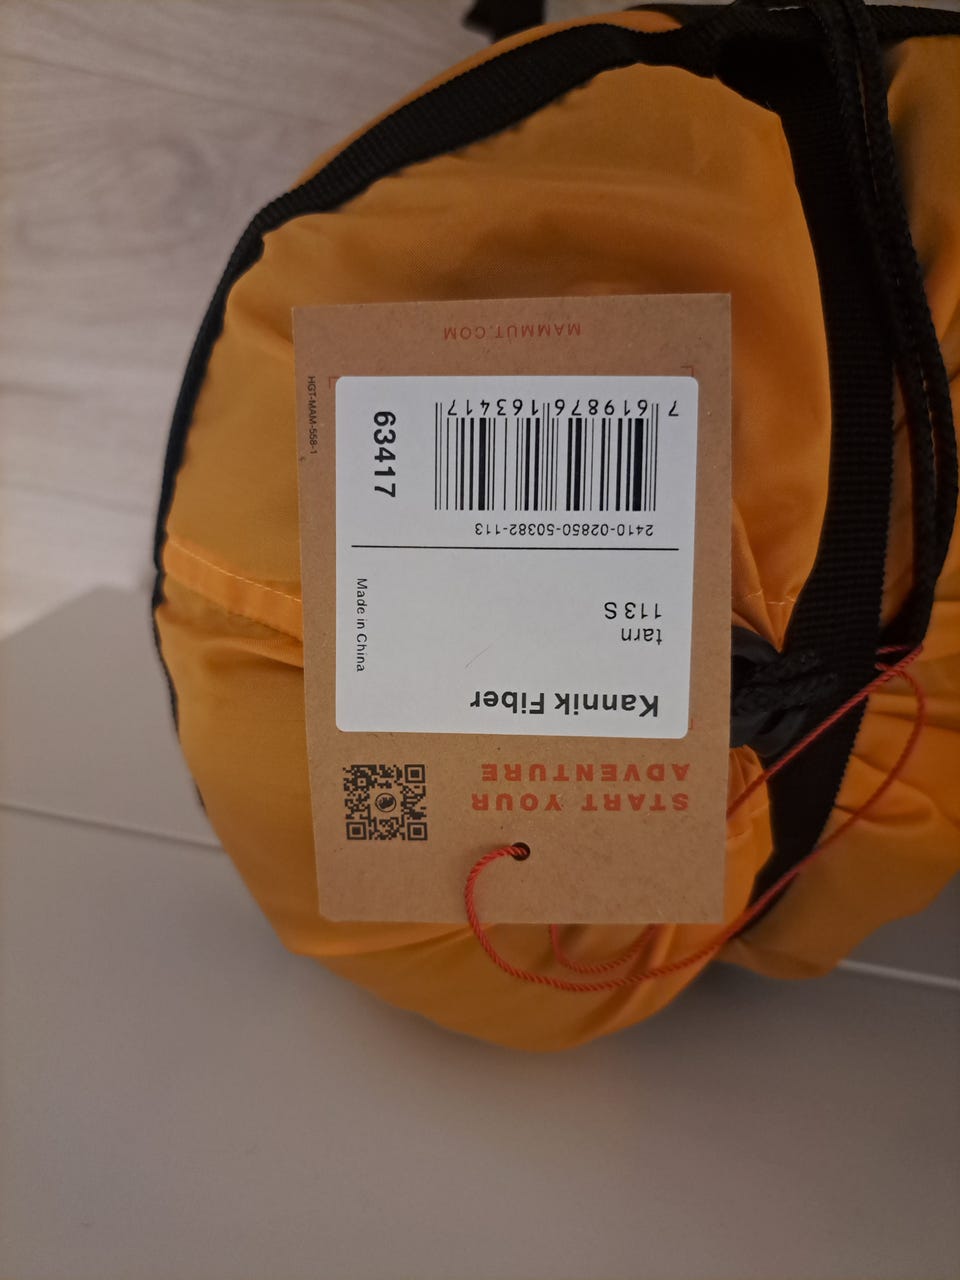 START YOUR
ADVENTURE
Kannik Fiber
tarn
113 S
Made in China
2410-02850-50382-113
7 619876 163417
63417
HGT-MAM-558-1
MAMMUT.COM